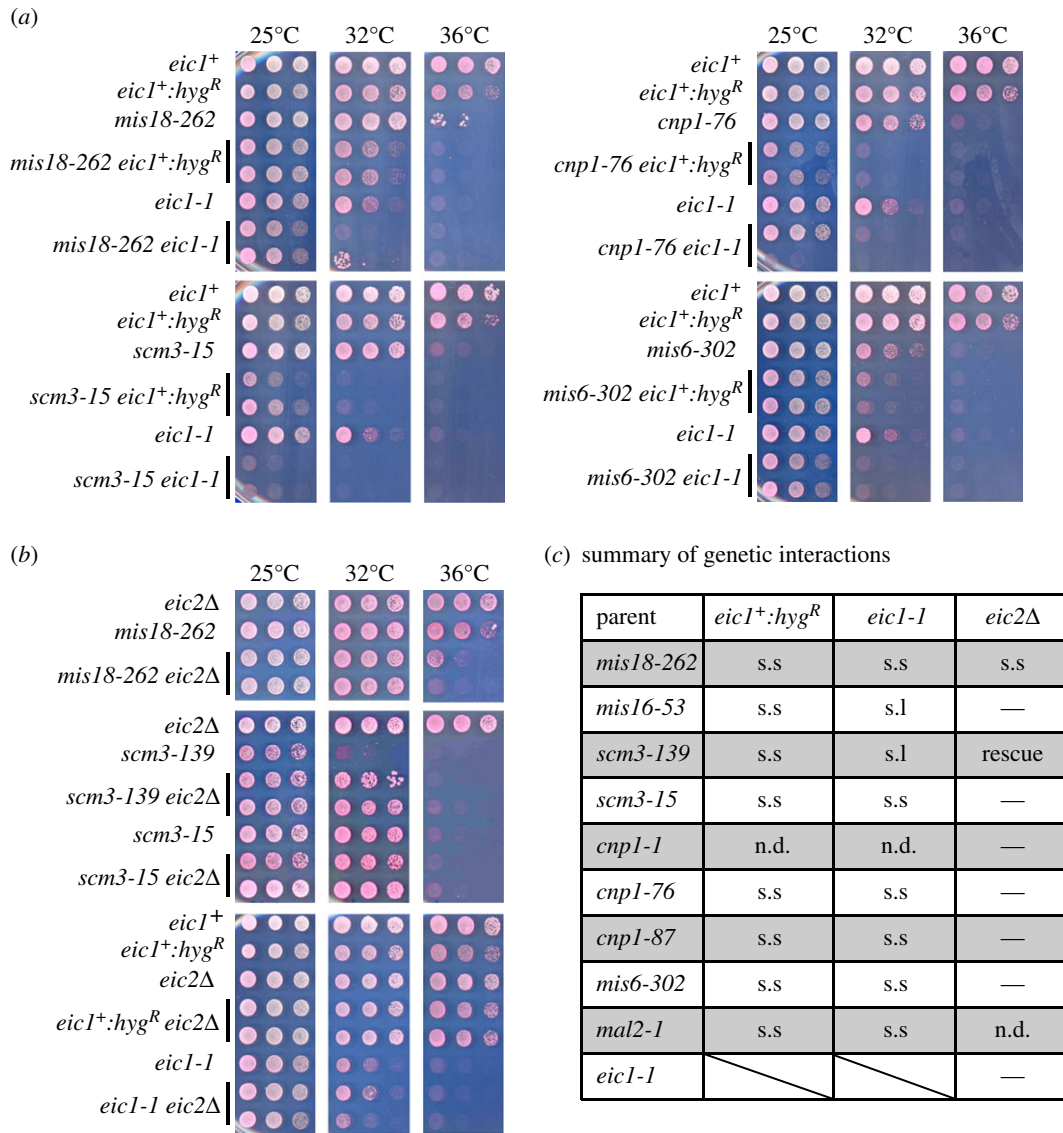 (a)
25°C 32°C 36°C
eic1+
eic1+:hygR
mis18-262
mis18-262 eic1+:hygR
eic1-1
mis18-262 eic1-1
eic1+
eic1+:hygR
scm3-15
scm3-15 eic1+:hygR
eic1-1
scm3-15 eic1-1
25°C 32°C 36°C
eic1+
eic1+:hygR
cnp1-76
cnp1-76 eic1+:hygR
eic1-1
cnp1-76 eic1-1
eic1+
eic1+:hygR
mis6-302
mis6-302 eic1+:hygR
eic1-1
mis6-302 eic1-1
(b)
25°C 32°C 36°C
eic2Δ
mis18-262
mis18-262 eic2Δ
eic2Δ
scm3-139
scm3-139 eic2Δ
scm3-15
scm3-15 eic2Δ
eic1+
eic1+:hygR
eic2Δ
eic1+:hygR eic2Δ
eic1-1
eic1-1 eic2Δ
(c) summary of genetic interactions
parent eic1+:hygR eic1-1 eic2Δ
mis18-262 s.s s.s s.s
mis16-53 s.s s.l —
scm3-139 s.s s.l rescue
scm3-15 s.s s.s —
cnp1-1 n.d. n.d. —
cnp1-76 s.s s.s —
cnp1-87 s.s s.s —
mis6-302 s.s s.s —
mal2-1 s.s s.s n.d.
eic1-1 —